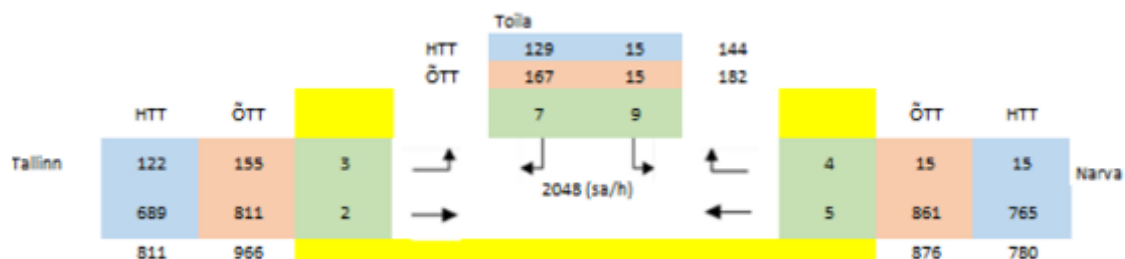 Toila
HTT 129 15 144
ÕTT 167 15 182
HTT ÕTT 7 9 ÕTT HTT
Tallinn 122 155 3 4 15 15 Narva
2048 (sa/h)
689 811 2 5 861 765
811 966 876 780